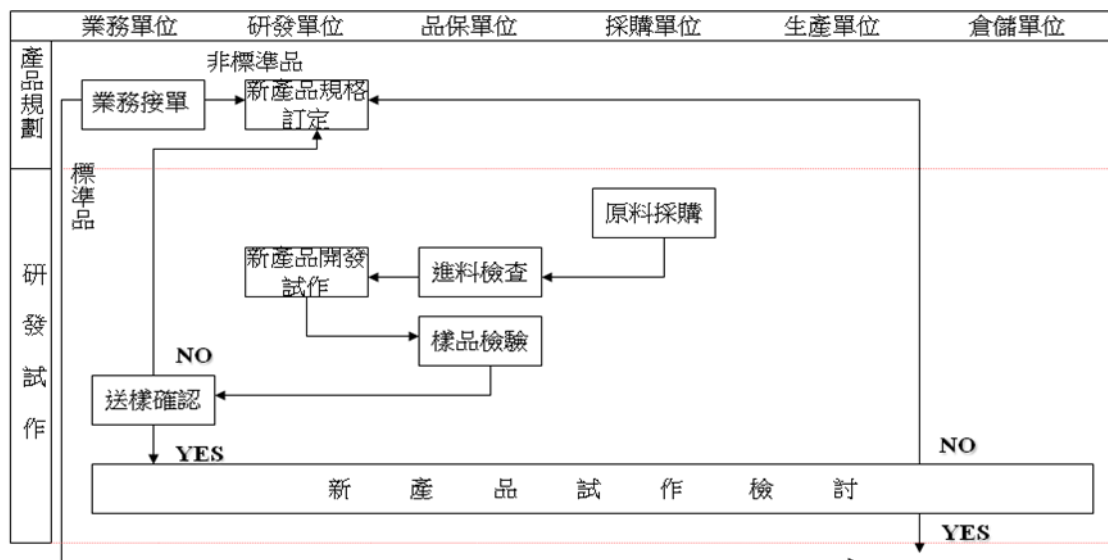 業務單位 研發單位 品保單位 採購單位 生產單位 倉儲單位
產品規劃
非標準品
業務接單
新產品規格
訂定
標準品
原料採購
研發試作
新產品開發
試作
進料檢查
樣品檢驗
NO
送樣確認
YES
NO
新產品試作檢討
YES